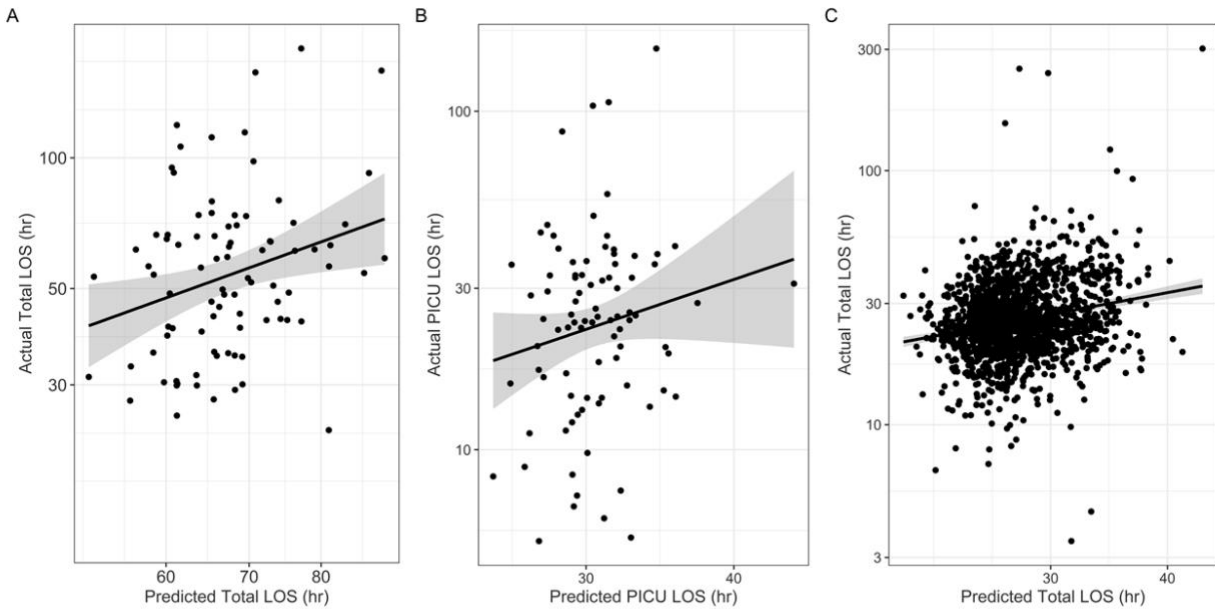 A
B
C
Actual Total LOS (hr)
100
50
30
60
70
80
Predicted Total LOS (hr)
Actual PICU LOS (hr)
100
30
10
30
40
Predicted PICU LOS (hr)
Actual Total LOS (hr)
300
100
30
10
3
30
40
Predicted Total LOS (hr)